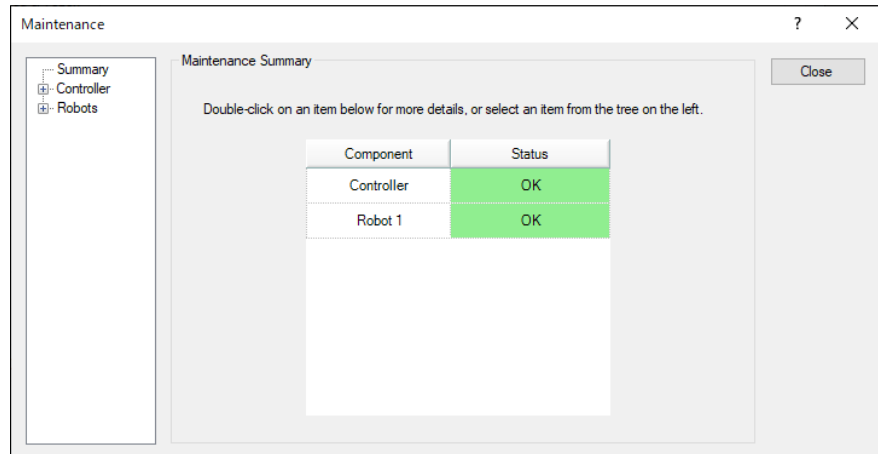 Maintenance ? ×
Summary
Controller
Robots
Maintenance Summary
Close
Double-click on an item below for more details, or select an item from the tree on the left.
Component Status
Controller OK
Robot 1 OK